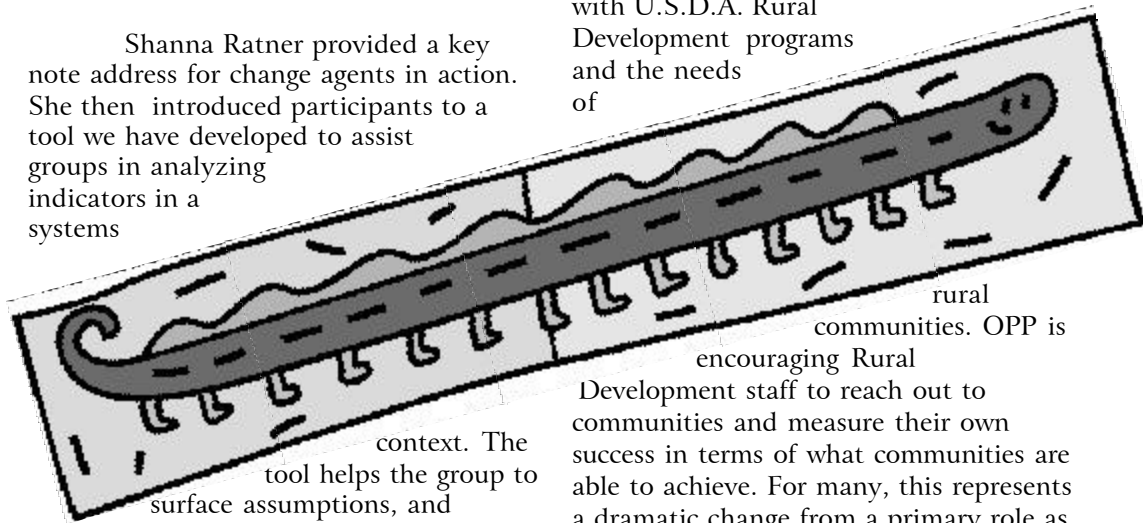 Shanna Ratner provided a key
note address for change agents in action.
She then introduced participants to a
tool we have developed to assist
groups in analyzing
indicators in a
systems
context. The
tool helps the group to
surface assumptions, and
with U.S.D.A. Rural
Development programs
and the needs
of
rural
communities. OPP is
encouraging Rural
Development staff to reach out to
communities and measure their own
success in terms of what communities are
able to achieve. For many, this represents
a dramatic change from a primary role as